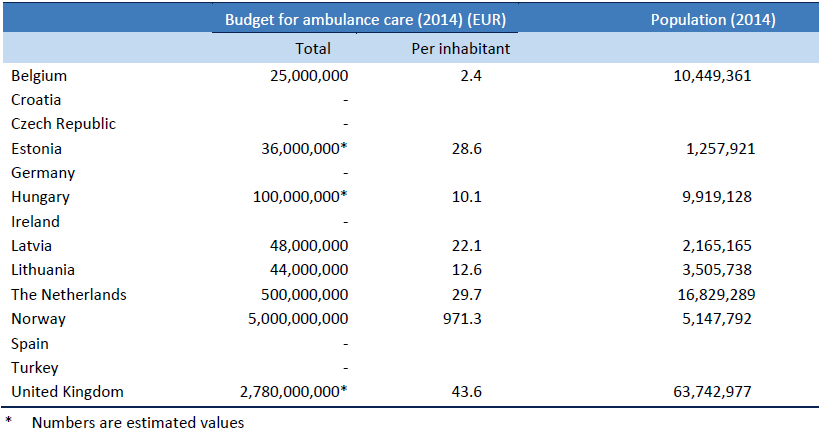 Budget for ambulance care (2014) (EUR) Population (2014)
Total Per inhabitant
Belgium 25,000,000 2.4 10,449,361
Croatia -
Czech Republic -
Estonia 36,000,000* 28.6 1,257,921
Germany -
Hungary 100,000,000* 10.1 9,919,128
Ireland -
Latvia 48,000,000 22.1 2,165,165
Lithuania 44,000,000 12.6 3,505,738
The Netherlands 500,000,000 29.7 16,829,289
Norway 5,000,000,000 971.3 5,147,792
Spain -
Turkey -
United Kingdom 2,780,000,000* 43.6 63,742,977
* Numbers are estimated values